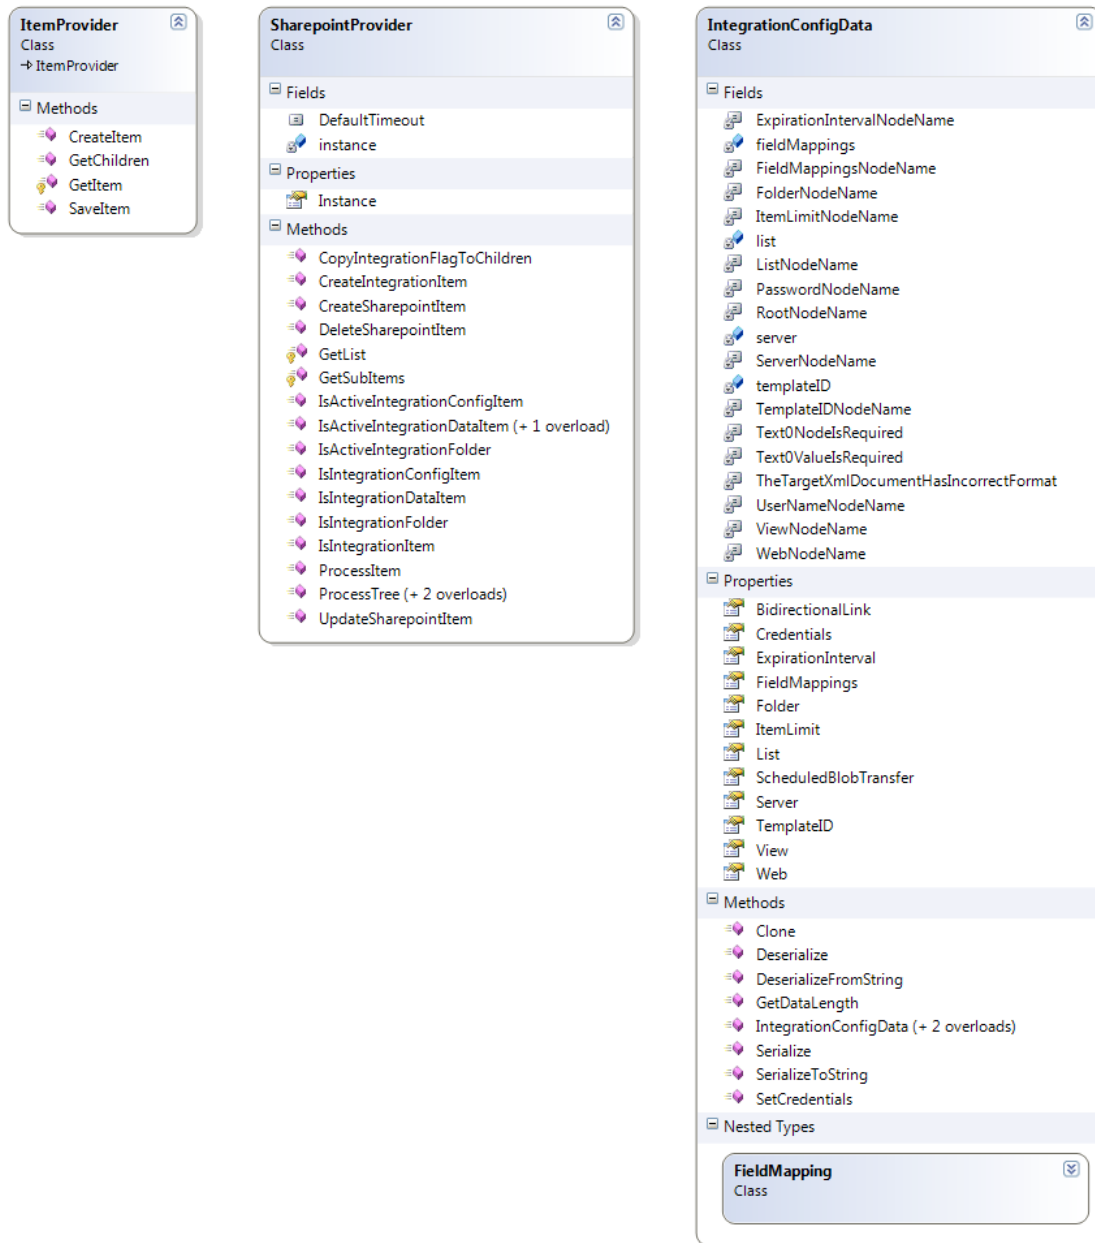 ItemProvider
Class
ItemProvider
Methods
CreateItem
GetChildren
GetItem
SaveItem
SharepointProvider
Class
Fields
DefaultTimeout
instance
Properties
Instance
Methods
CopyIntegrationFlagToChildren
CreateIntegrationItem
CreateSharepointItem
DeleteSharepointItem
GetList
GetSubItems
IsActiveIntegrationConfigItem
IsActiveIntegrationDataItem (+ 1 overload)
IsActiveIntegrationFolder
IsIntegrationConfigItem
IsIntegrationDataItem
IsIntegrationFolder
IsIntegrationItem
ProcessItem
ProcessTree (+ 2 overloads)
UpdateSharepointItem
IntegrationConfigData
Class
Fields
ExpirationIntervalNodeName
fieldMappings
FieldMappingsNodeName
FolderNodeName
ItemLimitNodeName
list
ListNodeName
PasswordNodeName
RootNodeName
server
ServerNodeName
templateID
TemplateIDNodeName
Text0NodeIsRequired
Text0ValueIsRequired
TheTargetXmlDocumentHasIncorrectFormat
UserNameNodeName
ViewNodeName
WebNodeName
Properties
BidirectionalLink
Credentials
ExpirationInterval
FieldMappings
Folder
ItemLimit
List
ScheduledBlobTransfer
Server
TemplateID
View
Web
Methods
Clone
Deserialize
DeserializeFromString
GetDataLength
IntegrationConfigData (+ 2 overloads)
Serialize
SerializeToString
SetCredentials
Nested Types
FieldMapping
Class